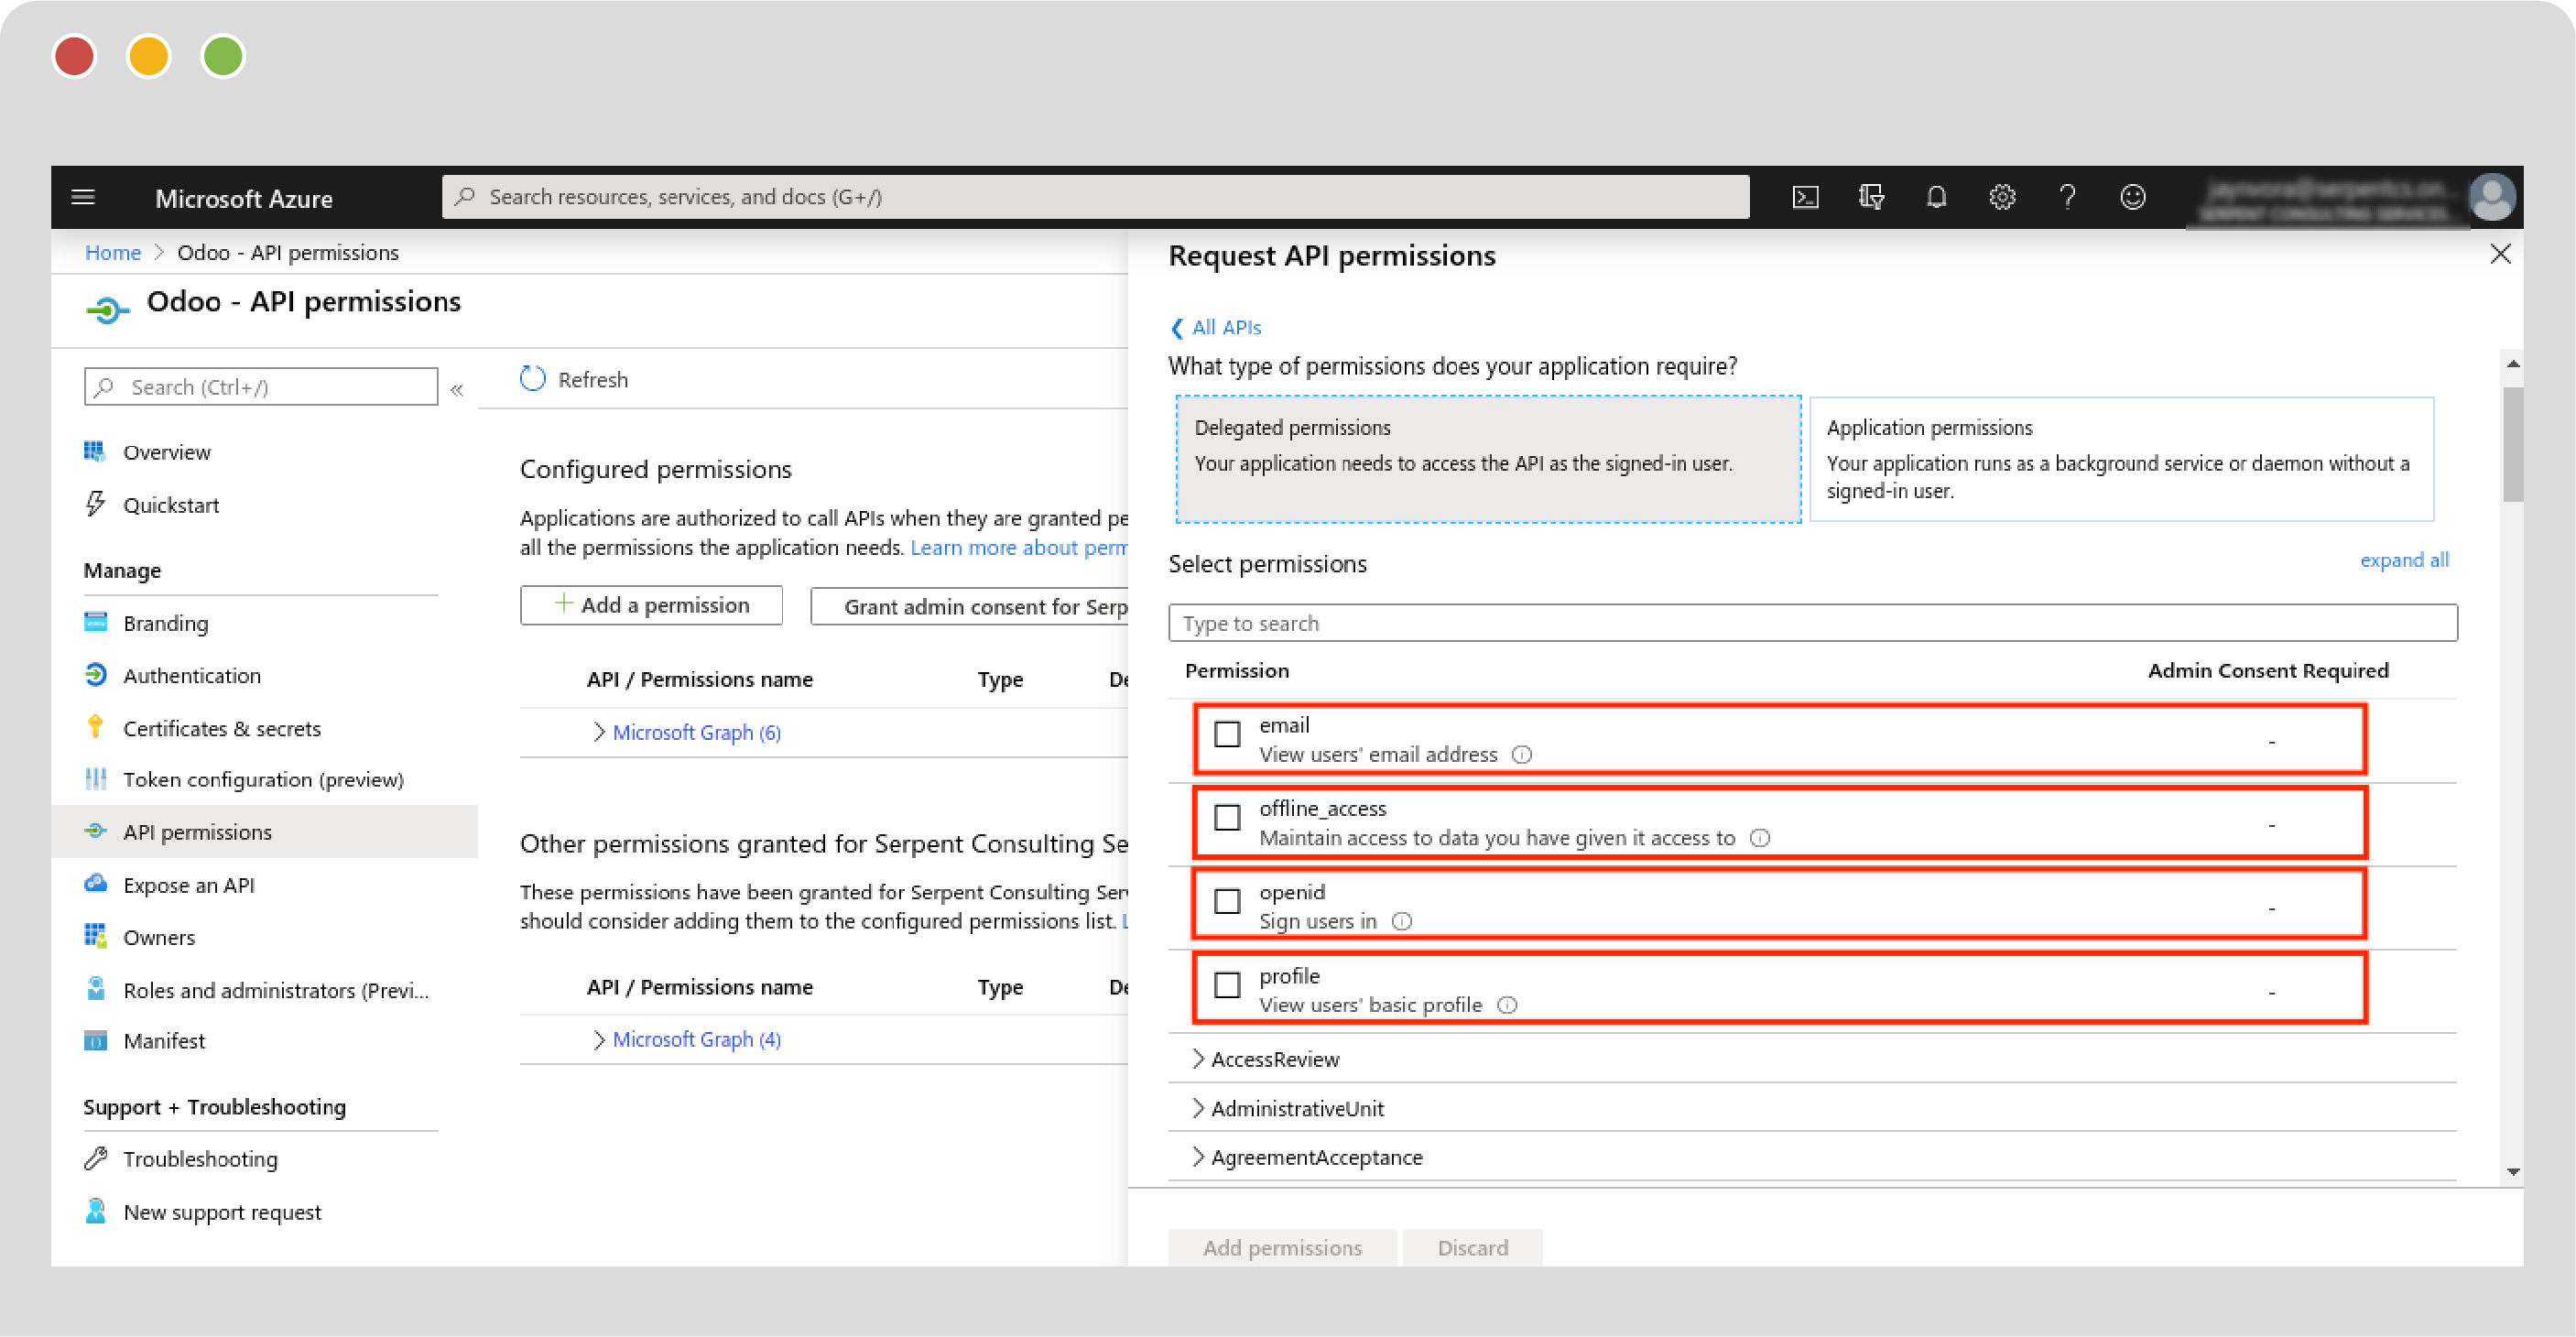 Microsoft Azure
Search resources, services, and docs (G+/)
Home > Odoo - API permissions
Odoo - API permissions
Search (Ctrl+/)
«
Overview
Quickstart
Manage
Branding
Authentication
Certificates & secrets
Token configuration (preview)
API permissions
Expose an API
Owners
Roles and administrators (Previ...
Manifest
Support + Troubleshooting
Troubleshooting
New support request
Refresh
Configured permissions
Applications are authorized to call APIs when they are granted pe
all the permissions the application needs. Learn more about perm
+ Add a permission
Grant admin consent for Serp
API / Permissions name Type De
Microsoft Graph (6)
Other permissions granted for Serpent Consulting Se
These permissions have been granted for Serpent Consulting Serv
should consider adding them to the configured permissions list. L
API / Permissions name Type De
Microsoft Graph (4)
Request API permissions
All APIs
What type of permissions does your application require?
Delegated permissions
Your application needs to access the API as the signed-in user.
Application permissions
Your application runs as a background service or daemon without a
signed-in user.
Select permissions
expand all
Type to search
Permission Admin Consent Required
email
View users' email address
-
offline_access
Maintain access to data you have given it access to
-
openid
Sign users in
-
profile
View users' basic profile
-
AccessReview
AdministrativeUnit
AgreementAcceptance
Add permissions
Discard